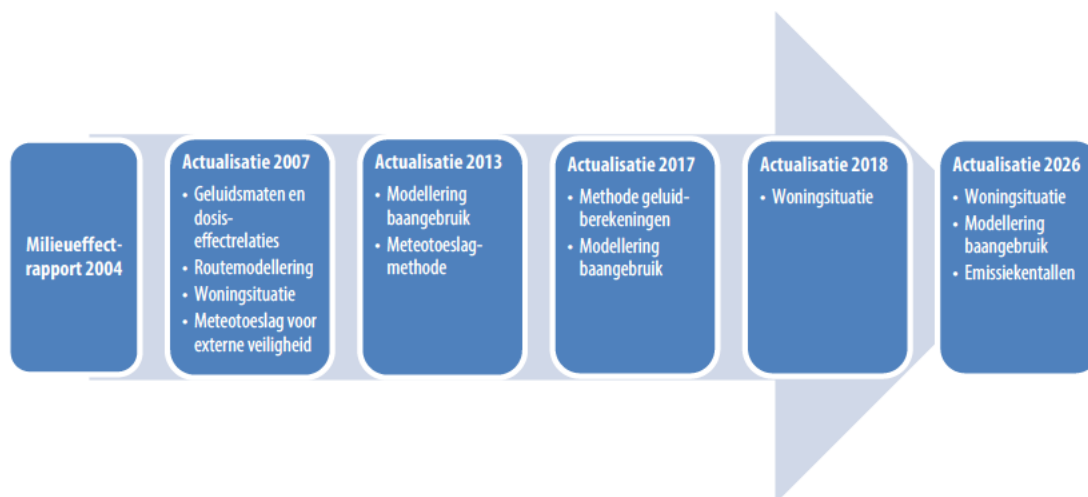 Milieueffect-
rapport 2004
Actualisatie 2007
• Geluidsmaten en
dosis-
effectrelaties
• Routemodellering
• Woningsituatie
• Meteotoeslag voor
externe veiligheid
Actualisatie 2013
• Modellering
baangebruik
• Meteotoeslag-
methode
Actualisatie 2017
• Methode geluid-
berekeningen
• Modellering
baangebruik
Actualisatie 2018
• Woningsituatie
Actualisatie 2026
• Woningsituatie
• Modellering
baangebruik
• Emissiekentallen